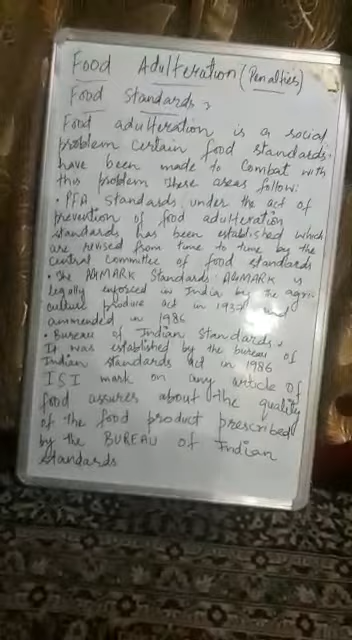 Food Adulteration (Penalties)
Food Standards,
Food adulteration is a social
problem certain food standards
have been made to combat with
this problem these areas follow:
• PFA standards, under the act of
prevention of food adulteration
standards has been established which
are revised from time to time by the
central committee of food standards
• The AGMARK Standards: AGMARK is
legally enforced in India by the agri-
culture produce act in 1937 and
ammended in 1986
• Bureau of Indian Standards,
It was established by the bureau of
Indian standards act in 1986
ISI mark on any article of
food assures about the quality
of the food product prescribed
by the BUREAU of Indian
standards